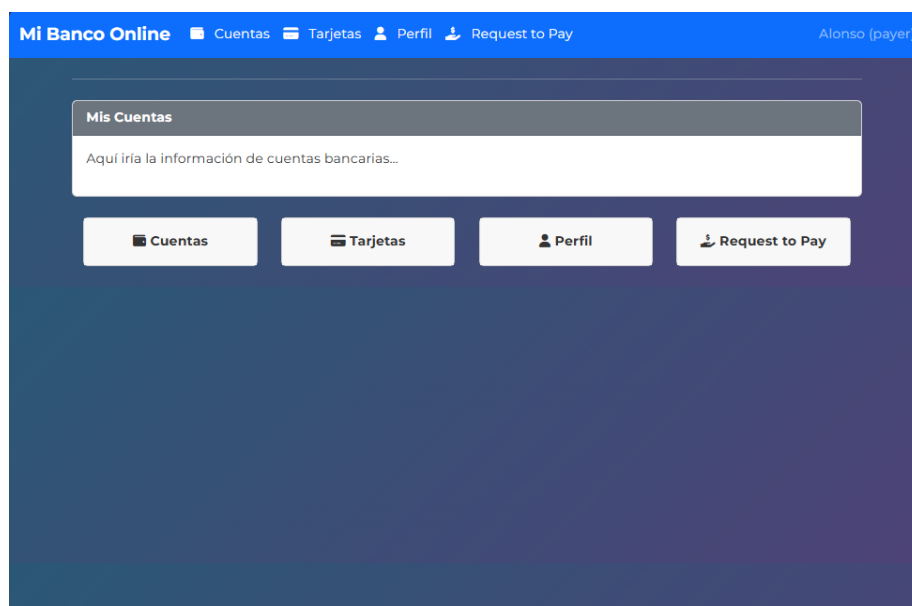 Mi Banco Online Cuentas Tarjetas Perfil Request to Pay Alonso (payer)
Mis Cuentas
Aquí iría la información de cuentas bancarias...
Cuentas Tarjetas Perfil Request to Pay